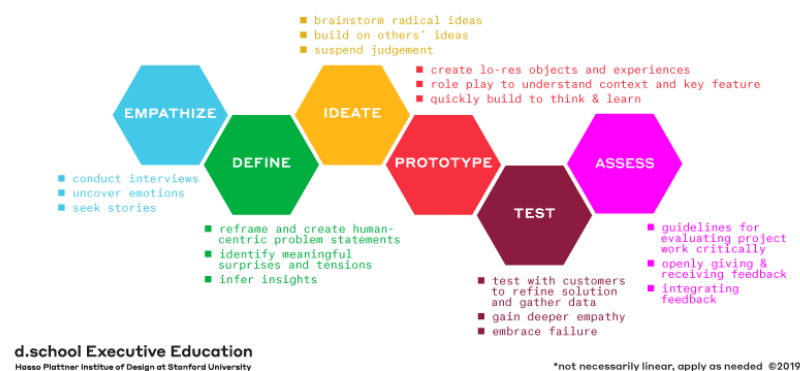 EMPATHIZE
■ conduct interviews
■ uncover emotions
■ seek stories
DEFINE
■ reframe and create human-
centric problem statements
■ identify meaningful
surprises and tensions
■ infer insights
■ brainstorm radical ideas
■ build on others' ideas
■ suspend judgement
IDEATE
■ create lo-res objects and experiences
■ role play to understand context and key feature
■ quickly build to think & learn
PROTOTYPE
TEST
■ test with customers
to refine solution
and gather data
■ gain deeper empathy
■ embrace failure
ASSESS
■ guidelines for
evaluating project
work critically
■ openly giving &
receiving feedback
■ integrating
feedback
d.school Executive Education
Hasso Plattner Institue of Design at Stanford University
*not necessarily linear, apply as needed ©2019